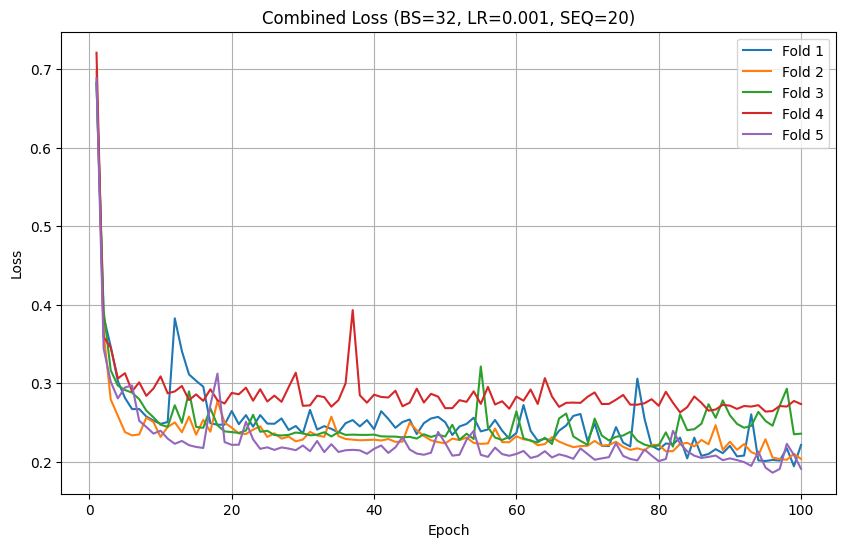 Combined Loss (BS=32, LR=0.001, SEQ=20)
Fold 1
Fold 2
Fold 3
Fold 4
Fold 5
0.7
0.6
0.5
0.4
0.3
0.2
Loss
0 20 40 60 80 100
Epoch